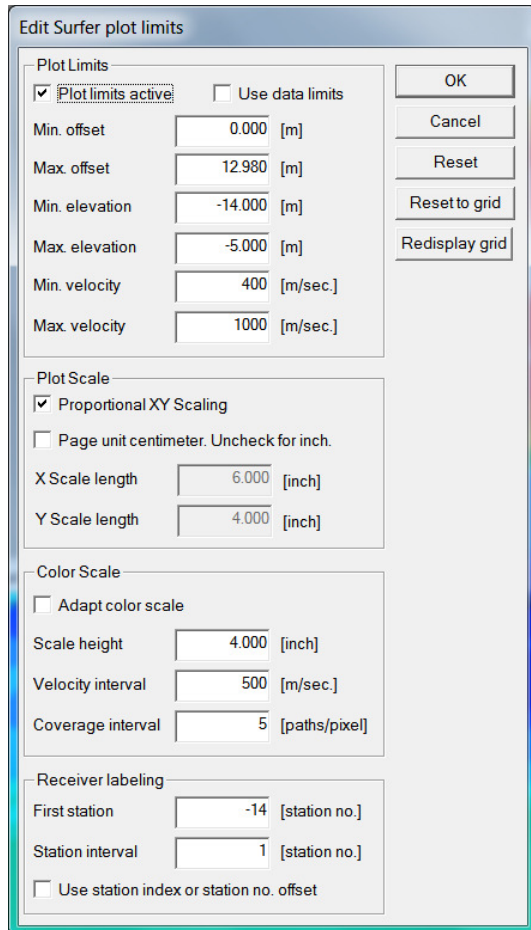 Edit Surfer plot limits
Plot Limits
Plot limits active Use data limits
Min. offset 0.000 [m]
Max. offset 12.980 [m]
Min. elevation -14.000 [m]
Max. elevation -5.000 [m]
Min. velocity 400 [m/sec.]
Max. velocity 1000 [m/sec.]
OK
Cancel
Reset
Reset to grid
Redisplay grid
Plot Scale
Proportional XY Scaling
Page unit centimeter. Uncheck for inch.
X Scale length 6.000 [inch]
Y Scale length 4.000 [inch]
Color Scale
Adapt color scale
Scale height 4.000 [inch]
Velocity interval 500 [m/sec.]
Coverage interval 5 [paths/pixel]
Receiver labeling
First station -14 [station no.]
Station interval 1 [station no.]
Use station index or station no. offset